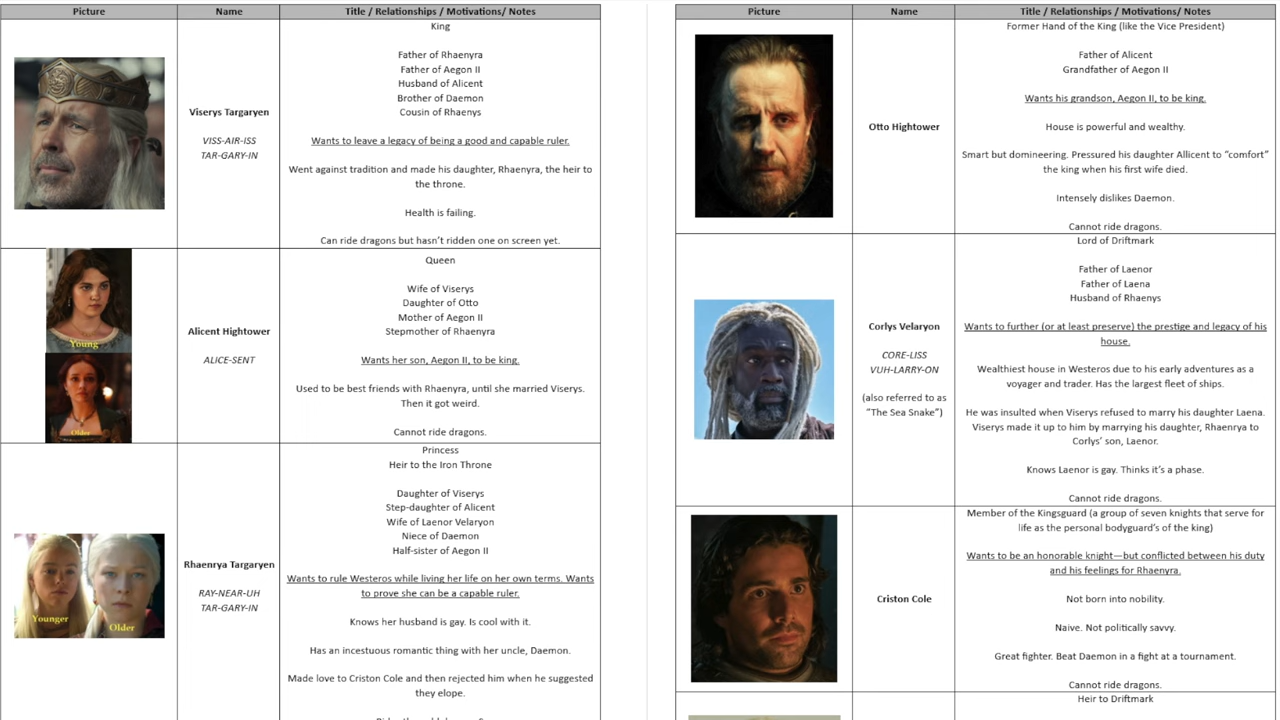 Picture Name Title / Relationships / Motivations/ Notes
Viserys Targaryen
VISS-AIR-ISS
TAR-GARY-IN
King
Father of Rhaenyra
Father of Aegon II
Husband of Alicent
Brother of Daemon
Cousin of Rhaenys
Wants to leave a legacy of being a good and capable ruler.
Went against tradition and made his daughter, Rhaenyra, the heir to
the throne.
Health is failing.
Can ride dragons but hasn't ridden one on screen yet.
Young
Older
Alicent Hightower
ALICE-SENT
Queen
Wife of Viserys
Daughter of Otto
Mother of Aegon II
Stepmother of Rhaenyra
Wants her son, Aegon II, to be king.
Used to be best friends with Rhaenyra, until she married Viserys.
Then it got weird.
Cannot ride dragons.
Younger
Older
Rhaenrya Targaryen
RAY-NEAR-UH
TAR-GARY-IN
Princess
Heir to the Iron Throne
Daughter of Viserys
Step-daughter of Alicent
Wife of Laenor Velaryon
Niece of Daemon
Half-sister of Aegon II
Wants to rule Westeros while living her life on her own terms. Wants
to prove she can be a capable ruler.
Knows her husband is gay. Is cool with it.
Has an incestuous romantic thing with her uncle, Daemon.
Made love to Criston Cole and then rejected him when he suggested
they elope.
Picture Name Title / Relationships / Motivations/ Notes
Otto Hightower
Former Hand of the King (like the Vice President)
Father of Alicent
Grandfather of Aegon II
Wants his grandson, Aegon II, to be king.
House is powerful and wealthy.
Smart but domineering. Pressured his daughter Allicent to “comfort”
the king when his first wife died.
Intensely dislikes Daemon.
Cannot ride dragons.
Corlys Velaryon
CORE-LISS
VUH-LARRY-ON
(also referred to as
“The Sea Snake”)
Lord of Driftmark
Father of Laenor
Father of Laena
Husband of Rhaenys
Wants to further (or at least preserve) the prestige and legacy of his
house.
Wealthiest house in Westeros due to his early adventures as a
voyager and trader. Has the largest fleet of ships.
He was insulted when Viserys refused to marry his daughter Laena.
Viserys made it up to him by marrying his daughter, Rhaenrya to
Corlys’ son, Laenor.
Knows Laenor is gay. Thinks it’s a phase.
Cannot ride dragons.
Criston Cole
Member of the Kingsguard (a group of seven knights that serve for
life as the personal bodyguard’s of the king)
Wants to be an honorable knight—but conflicted between his duty
and his feelings for Rhaenyra.
Not born into nobility.
Naive. Not politically savvy.
Great fighter. Beat Daemon in a fight at a tournament.
Cannot ride dragons.
Heir to Driftmark